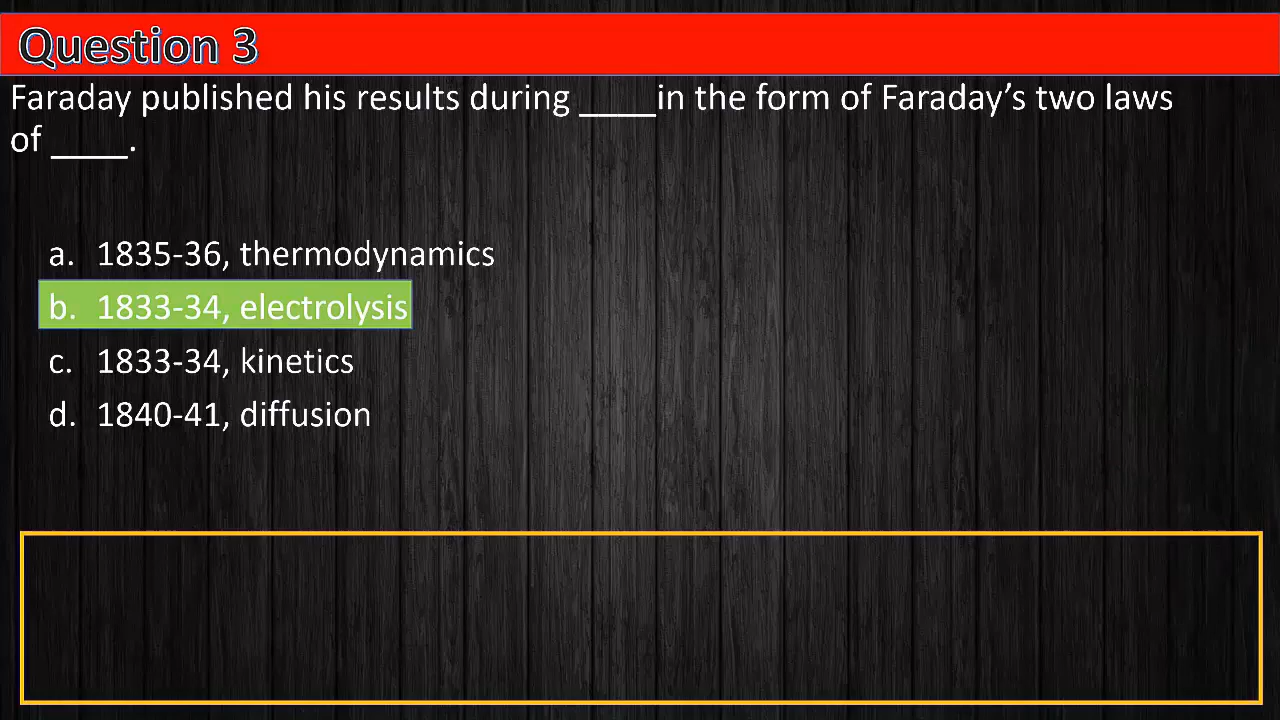 Question 3
Faraday published his results during ____in the form of Faraday’s two laws
of ____.
a. 1835-36, thermodynamics
b. 1833-34, electrolysis
c. 1833-34, kinetics
d. 1840-41, diffusion